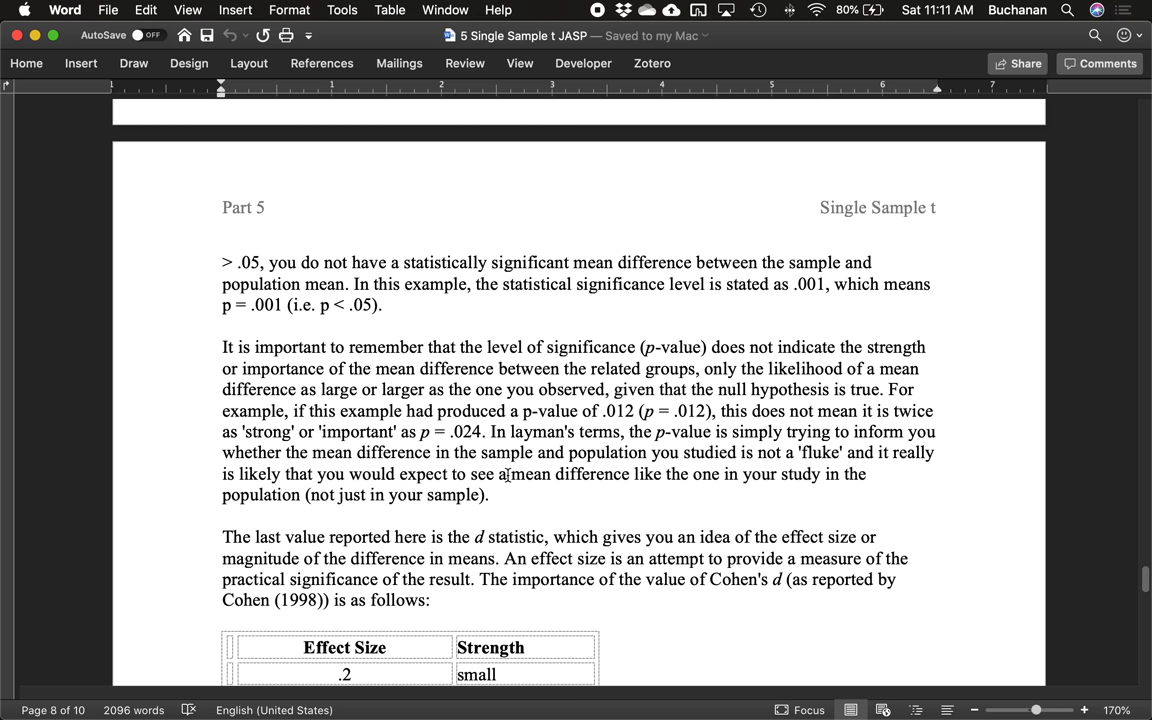 Word File Edit View Insert Format Tools Table Window Help 80% Sat 11:11 AM Buchanan
AutoSave OFF 5 Single Sample t JASP — Saved to my Mac
Home Insert Draw Design Layout References Mailings Review View Developer Zotero Share Comments
1 1 2 3 4 5 6 7
Part 5 Single Sample t
> .05, you do not have a statistically significant mean difference between the sample and
population mean. In this example, the statistical significance level is stated as .001, which means
p = .001 (i.e. p < .05).
It is important to remember that the level of significance (p-value) does not indicate the strength
or importance of the mean difference between the related groups, only the likelihood of a mean
difference as large or larger as the one you observed, given that the null hypothesis is true. For
example, if this example had produced a p-value of .012 (p = .012), this does not mean it is twice
as 'strong' or 'important' as p = .024. In layman's terms, the p-value is simply trying to inform you
whether the mean difference in the sample and population you studied is not a 'fluke' and it really
is likely that you would expect to see a mean difference like the one in your study in the
population (not just in your sample).
The last value reported here is the d statistic, which gives you an idea of the effect size or
magnitude of the difference in means. An effect size is an attempt to provide a measure of the
practical significance of the result. The importance of the value of Cohen's d (as reported by
Cohen (1998)) is as follows:
Effect Size Strength
.2 small
Page 8 of 10 2096 words English (United States) Focus 170%